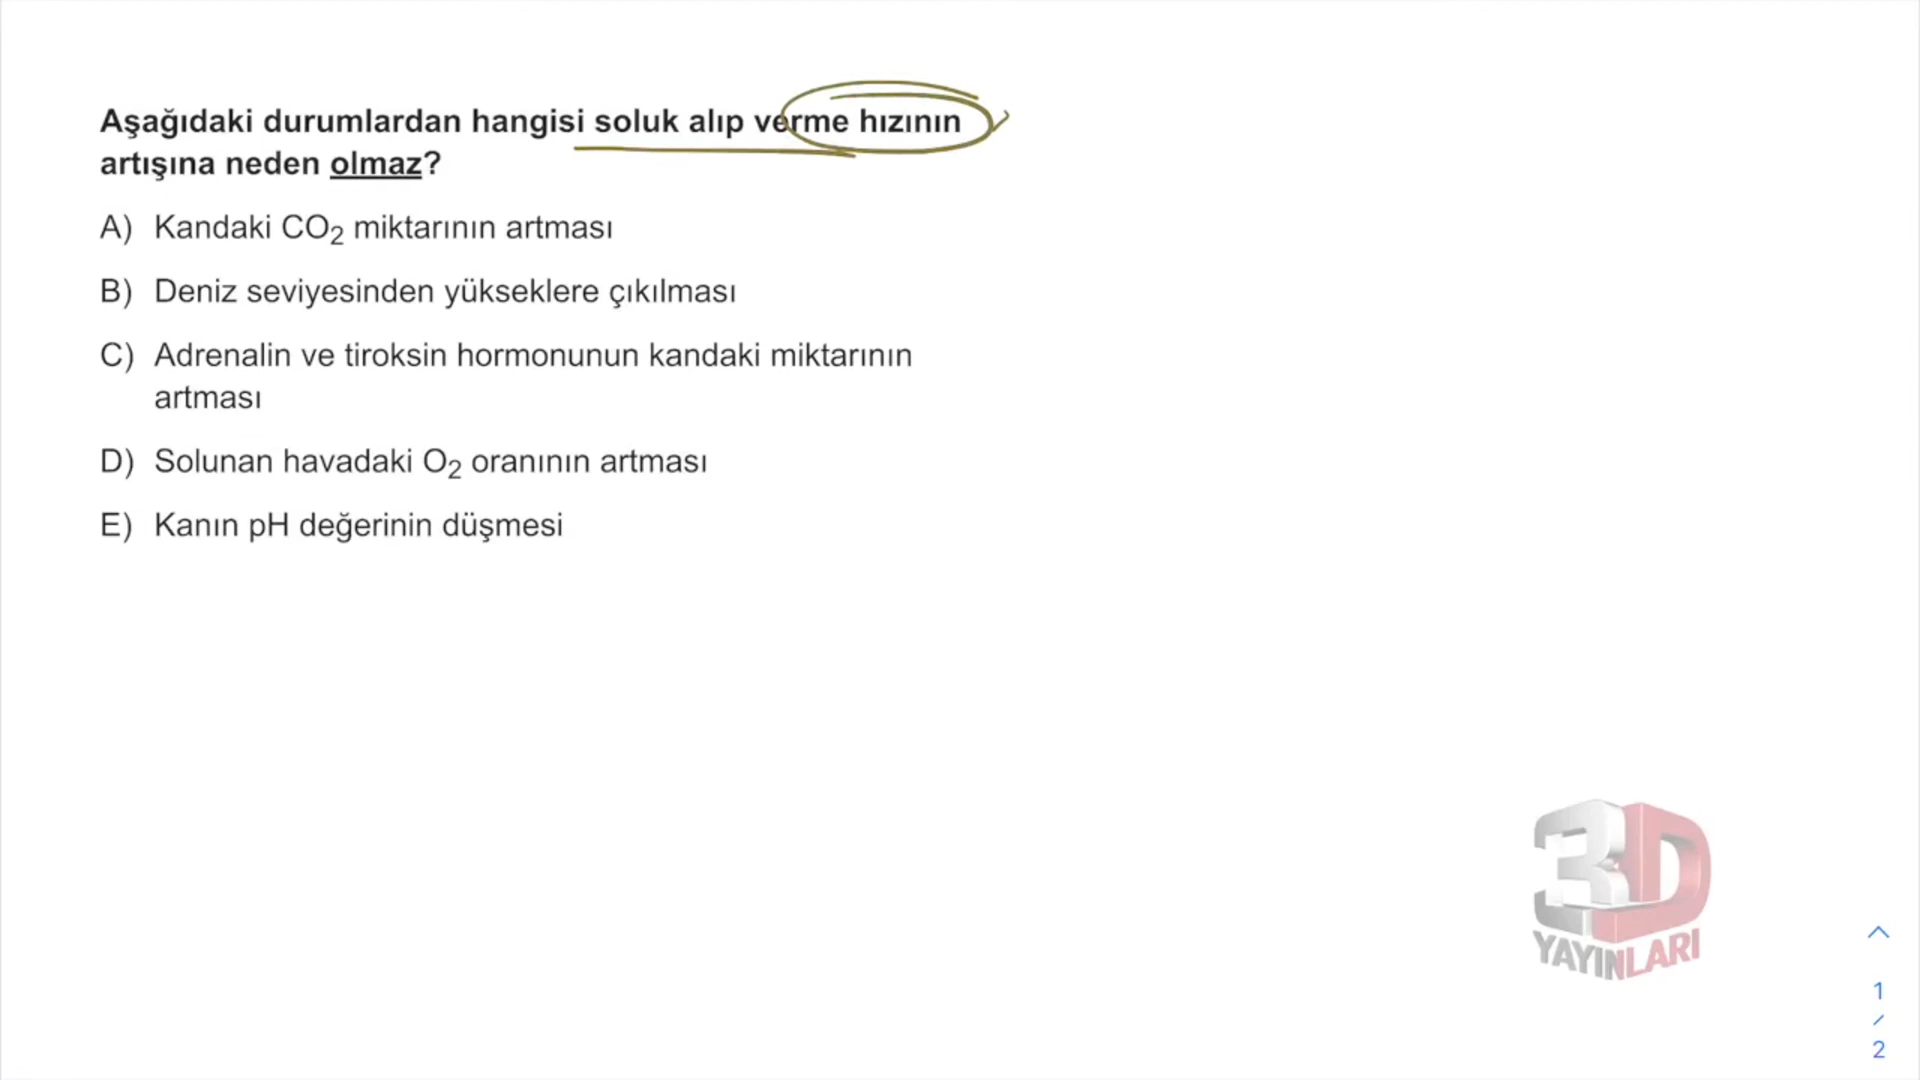 Aşağıdaki durumlardan hangisi soluk alıp verme hızının
artışına neden olmaz?
A) Kandaki CO₂ miktarının artması
B) Deniz seviyesinden yükseklere çıkılması
C) Adrenalin ve tiroksin hormonunun kandaki miktarının
artması
D) Solunan havadaki O₂ oranının artması
E) Kanın pH değerinin düşmesi
3D
YAYINLARI
1
/
2